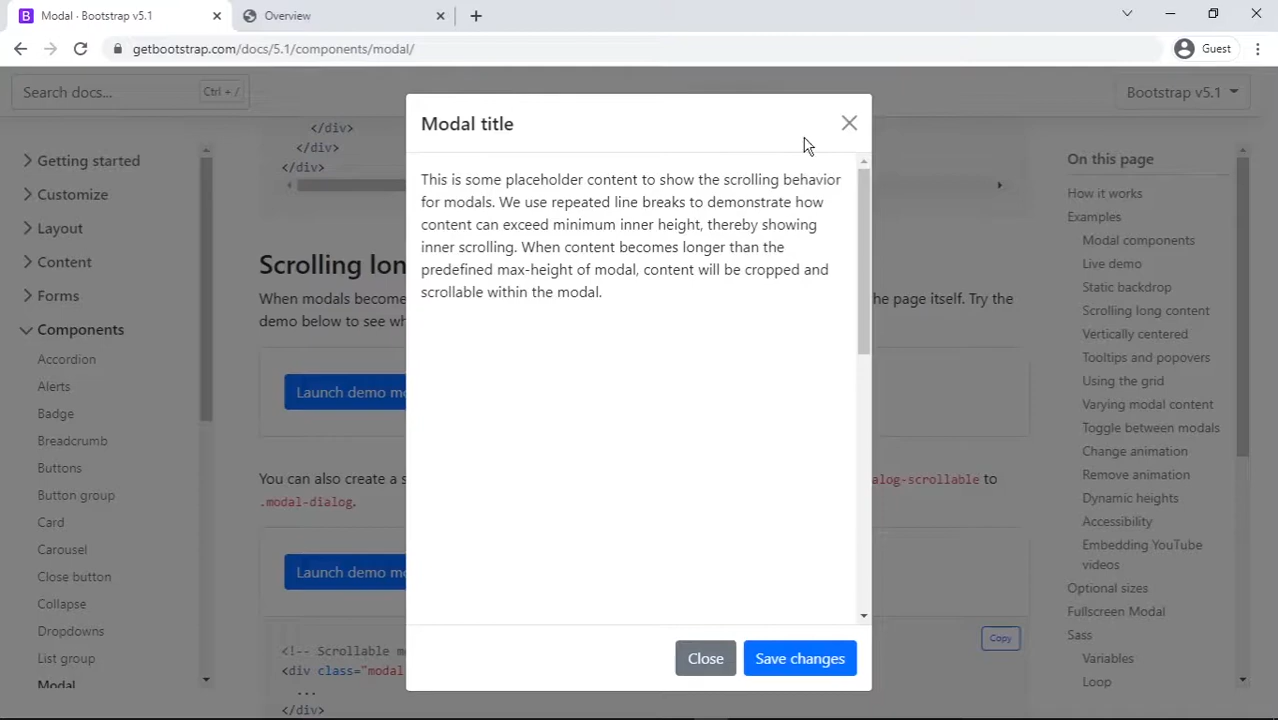 Modal · Bootstrap v5.1
Overview
getbootstrap.com/docs/5.1/components/modal/
Guest
Search docs...
Ctrl + /
Bootstrap v5.1
Getting started
Customize
Layout
Content
Forms
Components
Accordion
Alerts
Badge
Breadcrumb
Buttons
Button group
Card
Carousel
Close button
Collapse
Dropdowns
List group
Modal
</div>
</div>
</div>
Scrolling lon
When modals become
the page itself. Try the
demo below to see wh
Launch demo mo
You can also create a s
alog-scrollable to
.modal-dialog.
Launch demo mo
Copy
<!-- Scrollable m
<div class="modal
...
</div>
Modal title
This is some placeholder content to show the scrolling behavior
for modals. We use repeated line breaks to demonstrate how
content can exceed minimum inner height, thereby showing
inner scrolling. When content becomes longer than the
predefined max-height of modal, content will be cropped and
scrollable within the modal.
Close
Save changes
On this page
How it works
Examples
Modal components
Live demo
Static backdrop
Scrolling long content
Vertically centered
Tooltips and popovers
Using the grid
Varying modal content
Toggle between modals
Change animation
Remove animation
Dynamic heights
Accessibility
Embedding YouTube
videos
Optional sizes
Fullscreen Modal
Sass
Variables
Loop